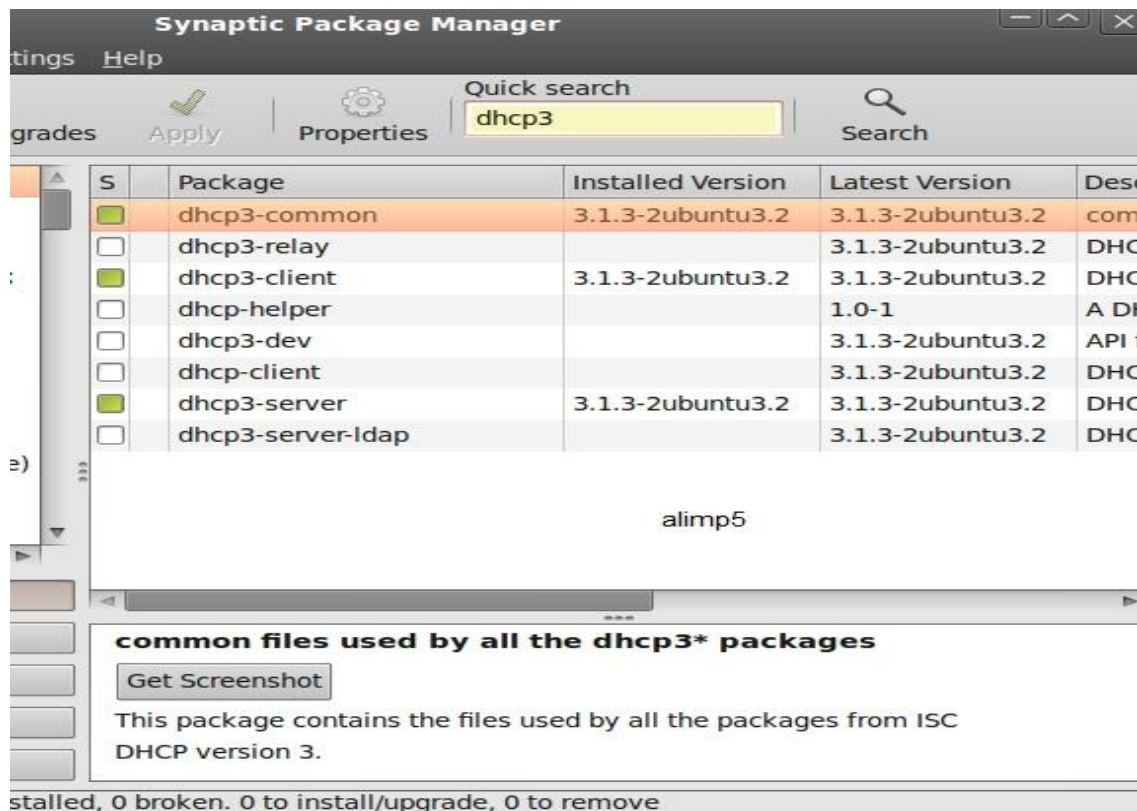 Synaptic Package Manager
ttings Help
grades Apply Properties Quick search dhcp3 Search
S Package Installed Version Latest Version Desc
dhcp3-common 3.1.3-2ubuntu3.2 3.1.3-2ubuntu3.2 com
dhcp3-relay 3.1.3-2ubuntu3.2 DHC
dhcp3-client 3.1.3-2ubuntu3.2 3.1.3-2ubuntu3.2 DHC
dhcp-helper 1.0-1 A DH
dhcp3-dev 3.1.3-2ubuntu3.2 API
dhcp-client 3.1.3-2ubuntu3.2 DHC
dhcp3-server 3.1.3-2ubuntu3.2 3.1.3-2ubuntu3.2 DHC
dhcp3-server-ldap 3.1.3-2ubuntu3.2 DHC
e)
alimp5
common files used by all the dhcp3* packages
Get Screenshot
This package contains the files used by all the packages from ISC
DHCP version 3.
stalled, 0 broken. 0 to install/upgrade, 0 to remove